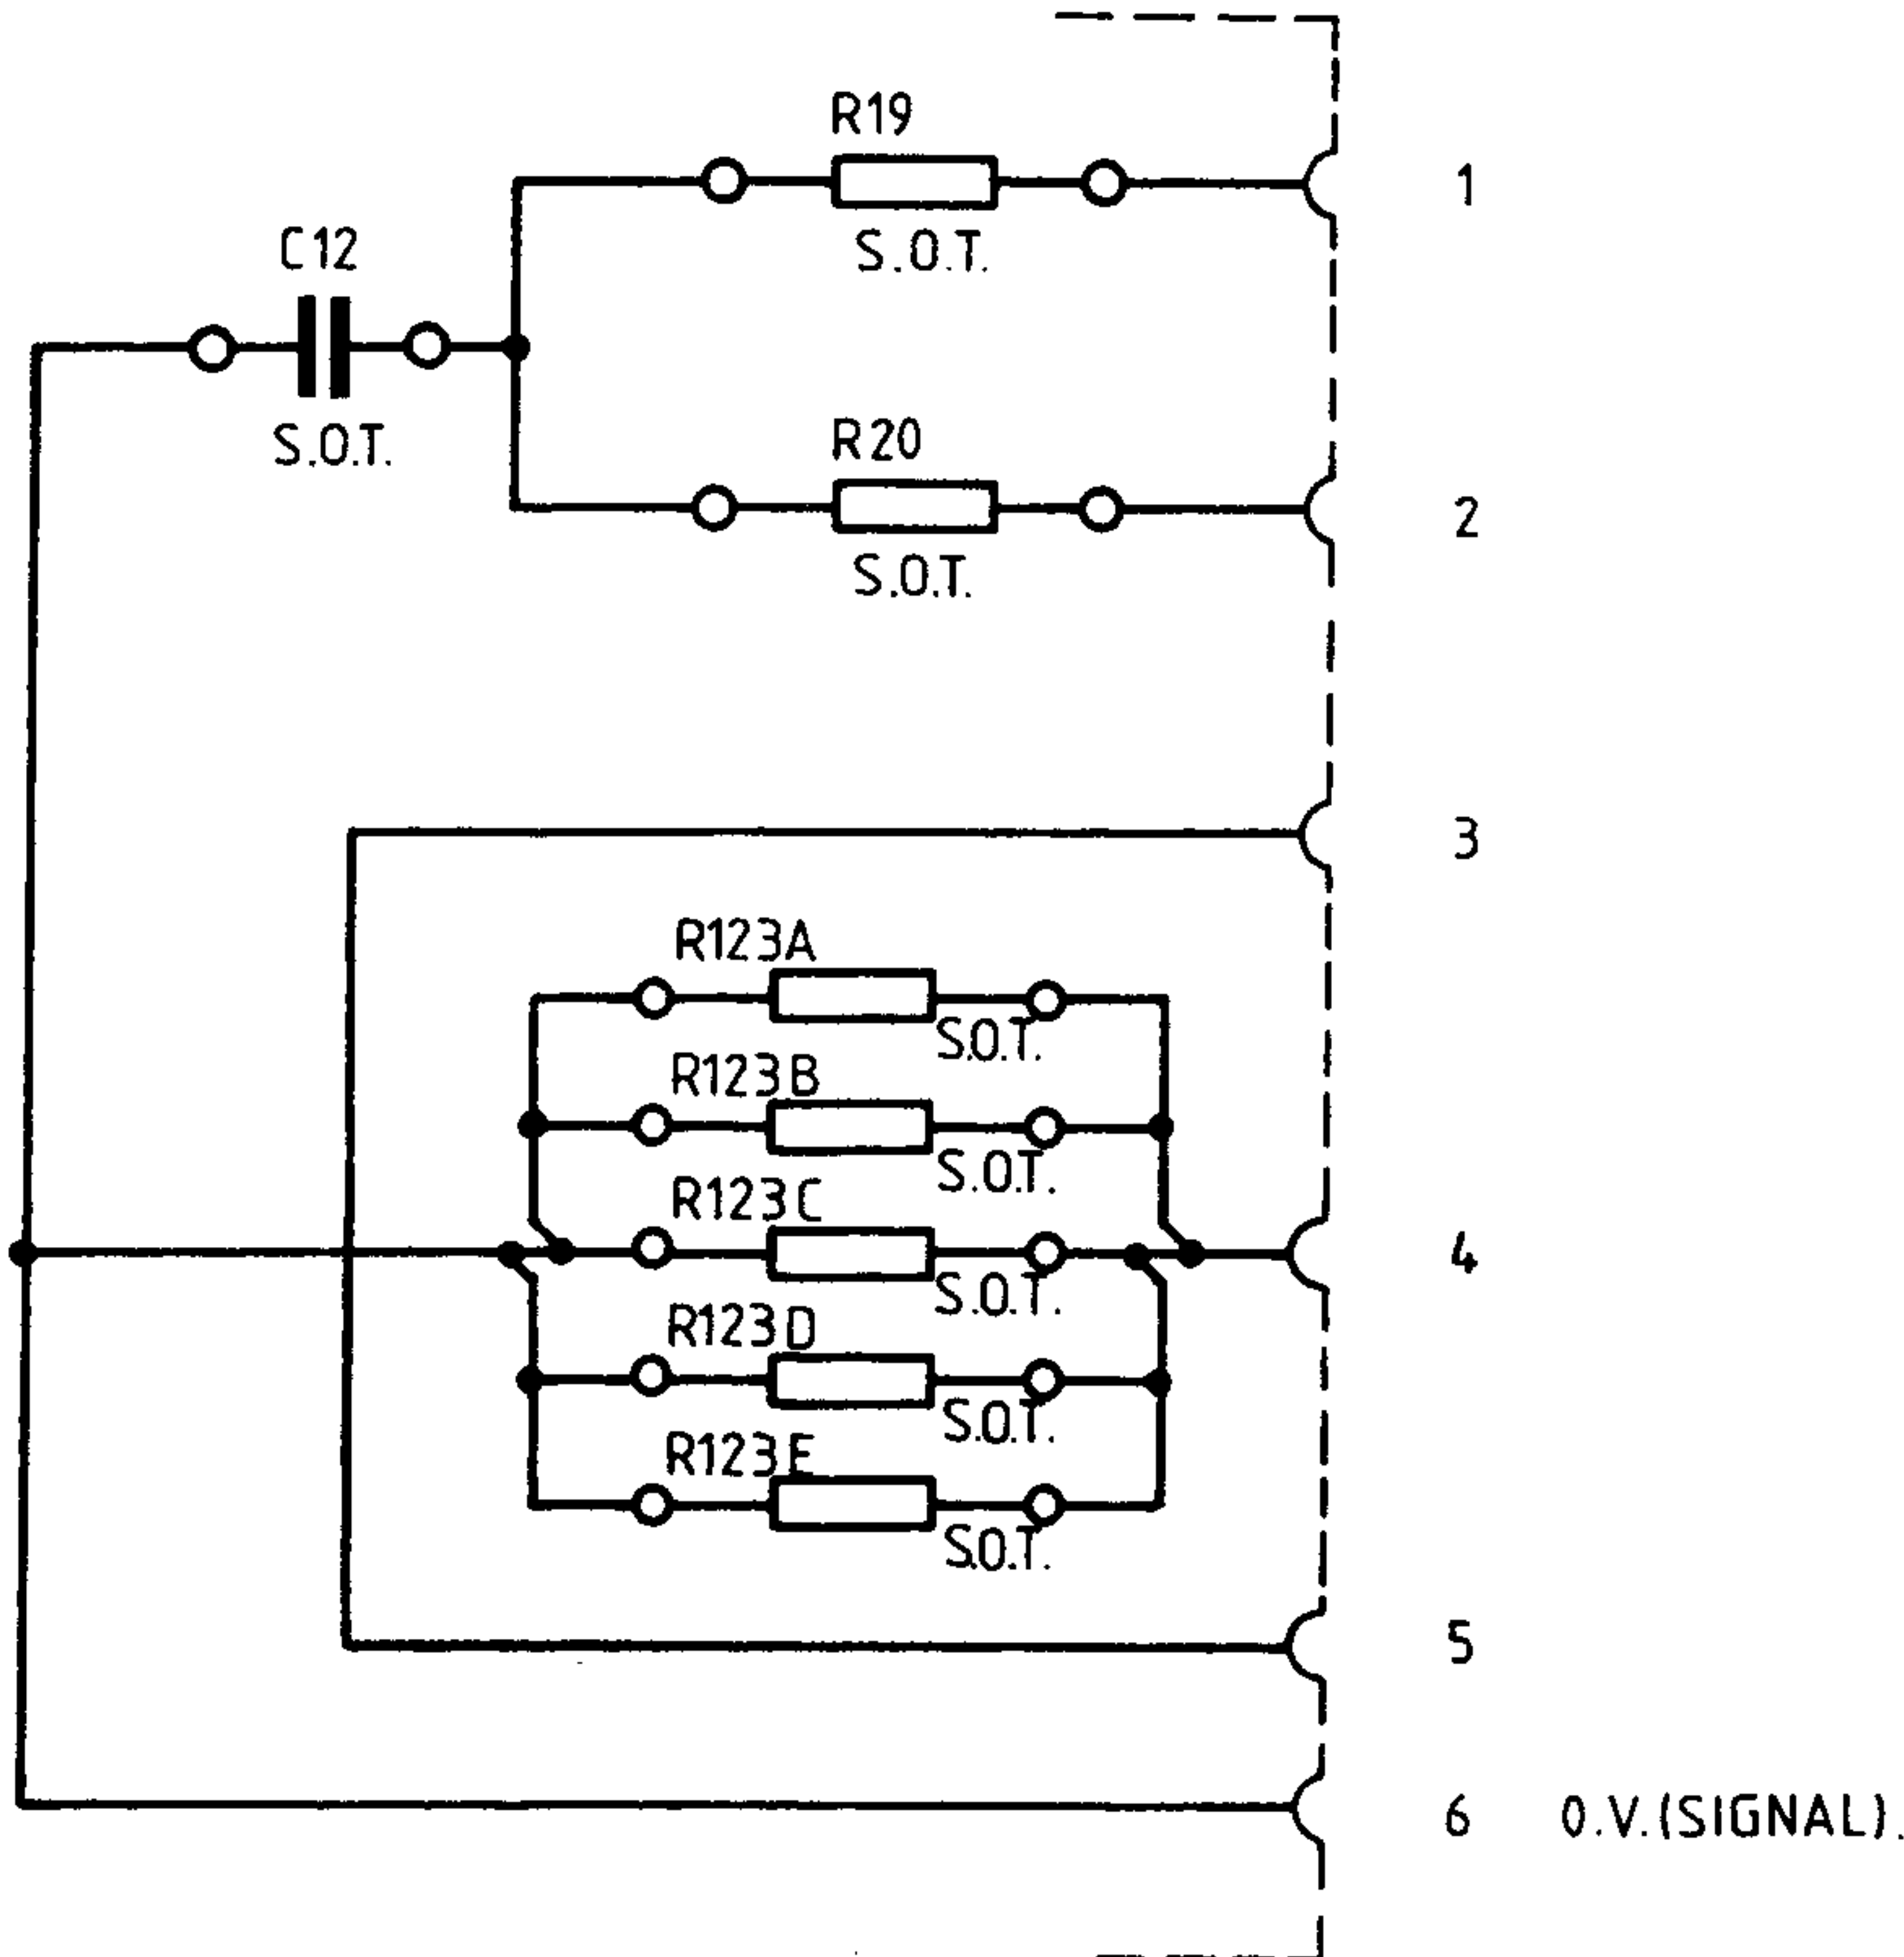 R19
S.O.T.
1
C12
S.O.T.
R20
S.O.T.
2
3
R123A
S.O.T.
R123B
S.O.T.
R123C
S.O.T.
4
R123D
S.O.T.
R123E
S.O.T.
5
6 0.V.(SIGNAL).